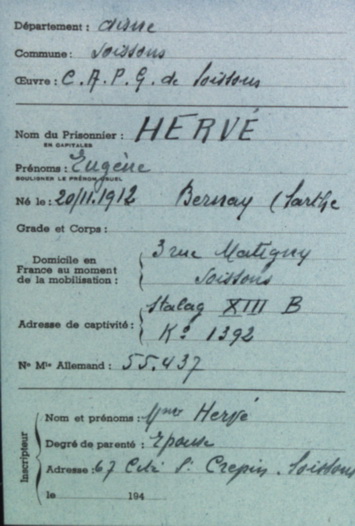 Département : Aisne
Commune : Soissons
Œuvre : C.A.P.G. de Soissons
Nom du Prisonnier : HERVÉ
EN CAPITALES
Prénoms : Eugène
SOULIGNER LE PRÉNOM USUEL
Né le : 20/11.1912 Bernay (Sarthe
Grade et Corps :
Domicile en France au moment de la mobilisation : 3 rue Matigny
Soissons
Adresse de captivité : Stalag XIII B
Ko 1392
No Mle Allemand : 55.437
Inscripteur
Nom et prénoms : Mme Hervé
Degré de parenté : Epouse
Adresse : 67 Cité St Crepin. Soissons
le 194